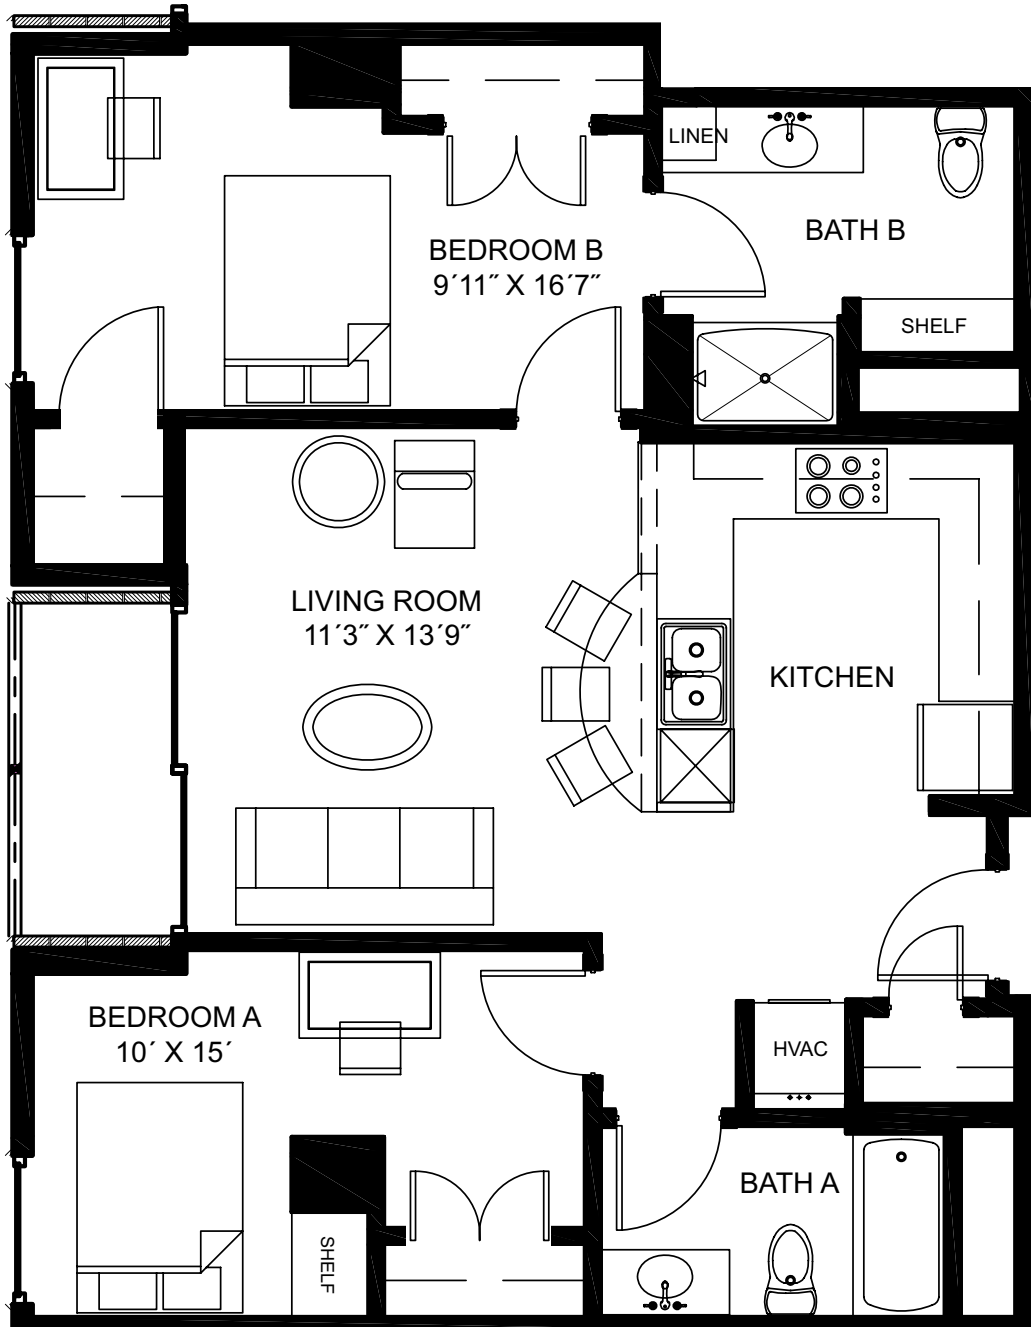 LINEN
BATH B
BEDROOM B
9´11˝ X 16´7˝
SHELF
LIVING ROOM
11´3˝ X 13´9˝
KITCHEN
BEDROOM A
10´ X 15´
HVAC
BATH A
SHELF